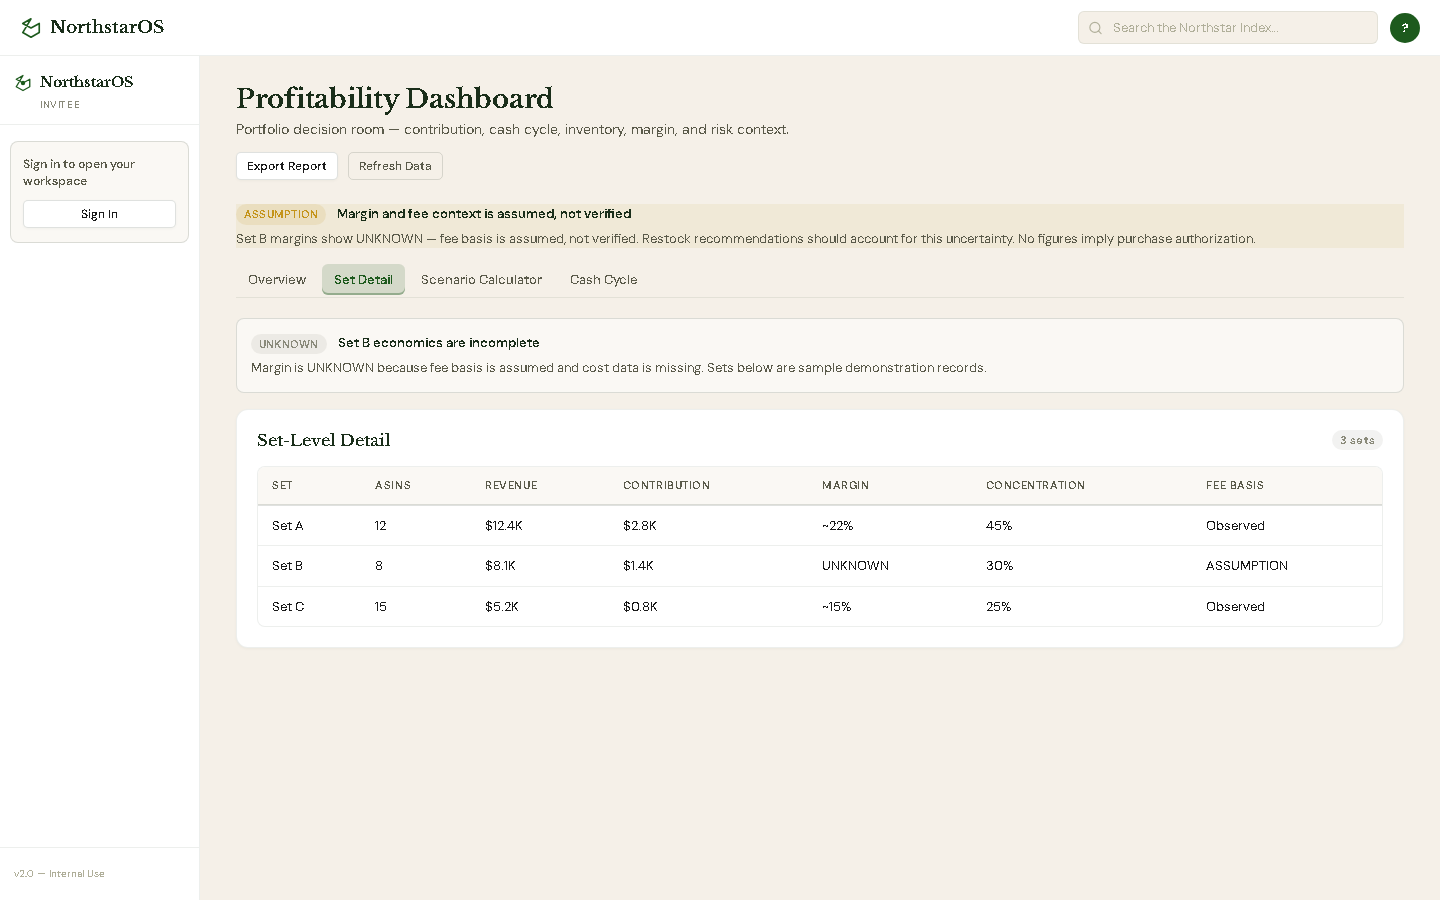 NorthstarOS
Search the Northstar Index...
?
NorthstarOS
INVITEE
Sign in to open your
workspace
Sign In
v2.0 — Internal Use
Profitability Dashboard
Portfolio decision room — contribution, cash cycle, inventory, margin, and risk context.
Export Report
Refresh Data
ASSUMPTION Margin and fee context is assumed, not verified
Set B margins show UNKNOWN — fee basis is assumed, not verified. Restock recommendations should account for this uncertainty. No figures imply purchase authorization.
Overview Set Detail Scenario Calculator Cash Cycle
UNKNOWN Set B economics are incomplete
Margin is UNKNOWN because fee basis is assumed and cost data is missing. Sets below are sample demonstration records.
Set-Level Detail 3 sets
SET ASINS REVENUE CONTRIBUTION MARGIN CONCENTRATION FEE BASIS
Set A 12 $12.4K $2.8K ~22% 45% Observed
Set B 8 $8.1K $1.4K UNKNOWN 30% ASSUMPTION
Set C 15 $5.2K $0.8K ~15% 25% Observed